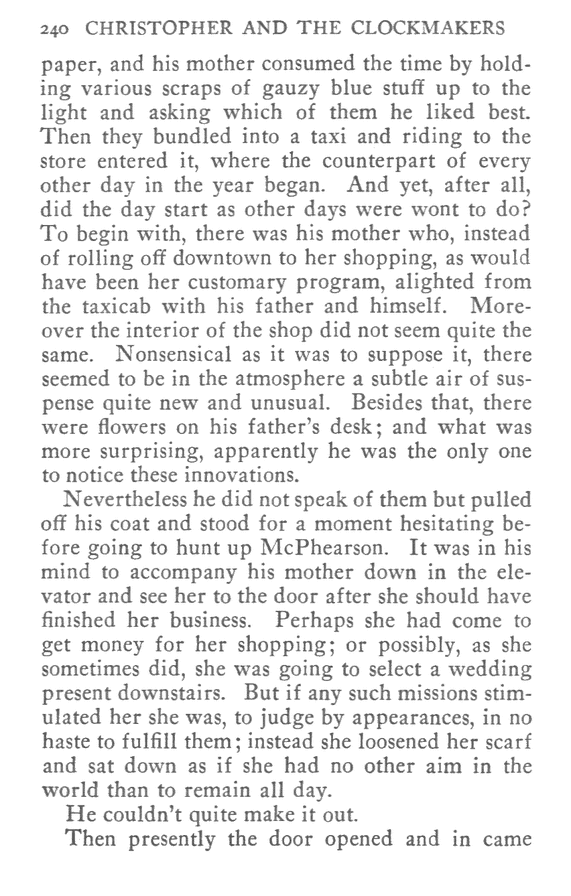 240 CHRISTOPHER AND THE CLOCKMAKERS
paper, and his mother consumed the time by hold-
ing various scraps of gauzy blue stuff up to the
light and asking which of them he liked best.
Then they bundled into a taxi and riding to the
store entered it, where the counterpart of every
other day in the year began. And yet, after all,
did the day start as other days were wont to do?
To begin with, there was his mother who, instead
of rolling off downtown to her shopping, as would
have been her customary program, alighted from
the taxicab with his father and himself. More-
over the interior of the shop did not seem quite the
same. Nonsensical as it was to suppose it, there
seemed to be in the atmosphere a subtle air of sus-
pense quite new and unusual. Besides that, there
were flowers on his father's desk; and what was
more surprising, apparently he was the only one
to notice these innovations.
Nevertheless he did not speak of them but pulled
off his coat and stood for a moment hesitating be-
fore going to hunt up McPhearson. It was in his
mind to accompany his mother down in the ele-
vator and see her to the door after she should have
finished her business. Perhaps she had come to
get money for her shopping; or possibly, as she
sometimes did, she was going to select a wedding
present downstairs. But if any such missions stim-
ulated her she was, to judge by appearances, in no
haste to fulfill them; instead she loosened her scarf
and sat down as if she had no other aim in the
world than to remain all day.
He couldn't quite make it out.
Then presently the door opened and in came